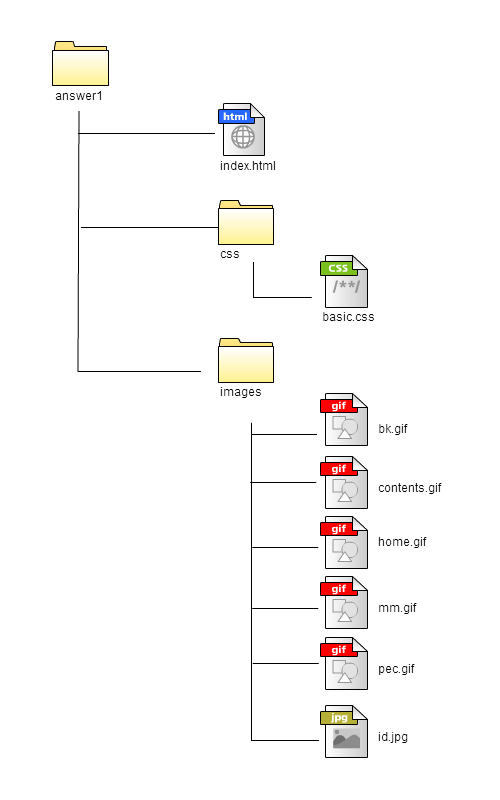 answer1
html
index.html
css
CSS
/**/
basic.css
images
gif
bk.gif
gif
contents.gif
gif
home.gif
gif
mm.gif
gif
pec.gif
jpg
id.jpg